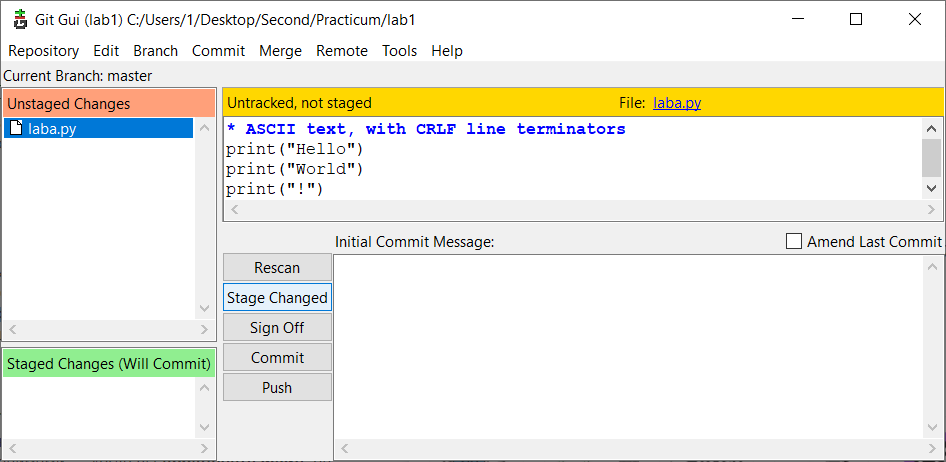 Git Gui (lab1) C:/Users/1/Desktop/Second/Practicum/lab1
Repository Edit Branch Commit Merge Remote Tools Help
Current Branch: master
Unstaged Changes
laba.py
Untracked, not staged File: laba.py
* ASCII text, with CRLF line terminators
print("Hello")
print("World")
print("!")
Initial Commit Message: Amend Last Commit
Rescan
Stage Changed
Sign Off
Commit
Push
Staged Changes (Will Commit)